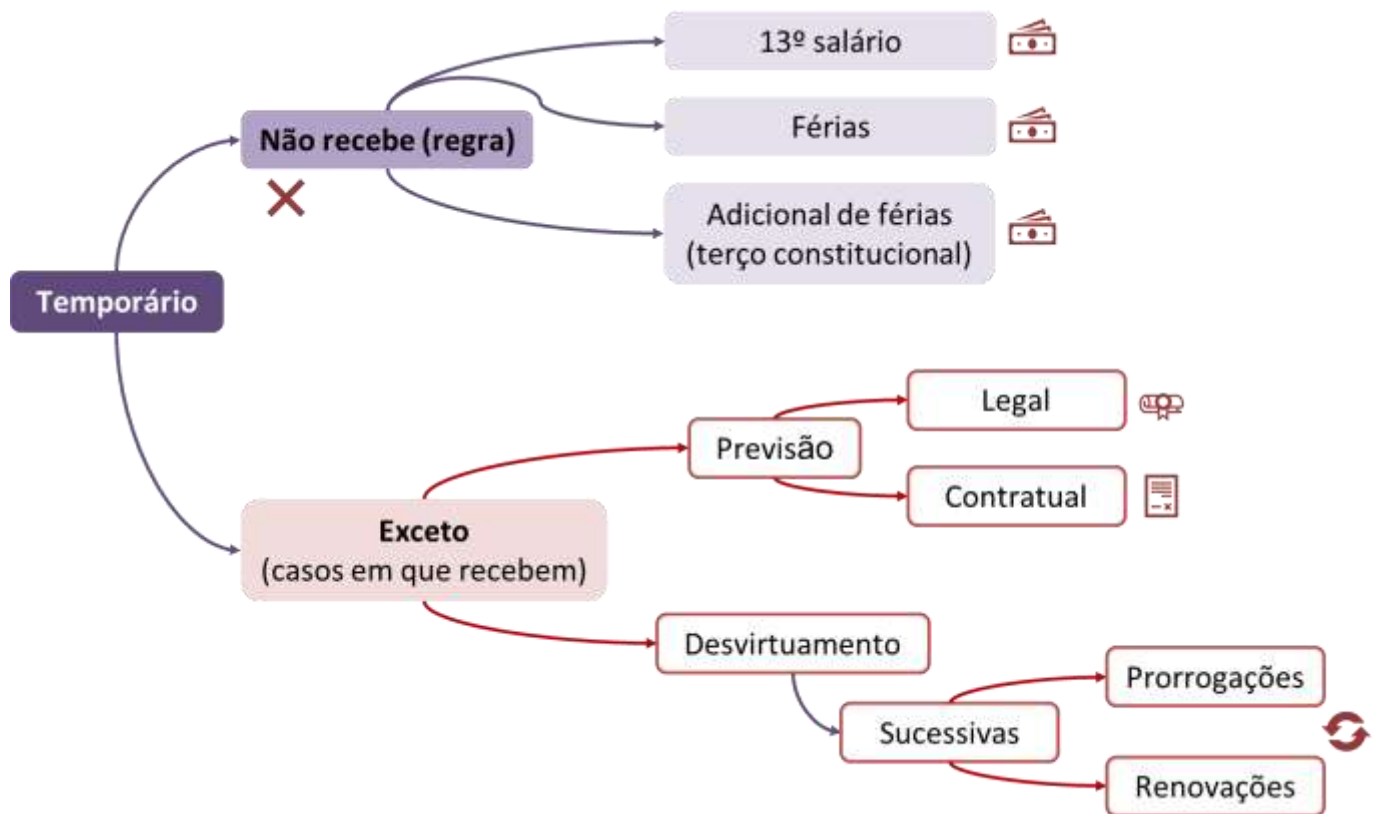 13º salário
Não recebe (regra)
Férias
Adicional de férias
(terço constitucional)
Temporário
Legal
Previsão
Contratual
Exceto
(casos em que recebem)
Desvirtuamento
Prorrogações
Sucessivas
Renovações